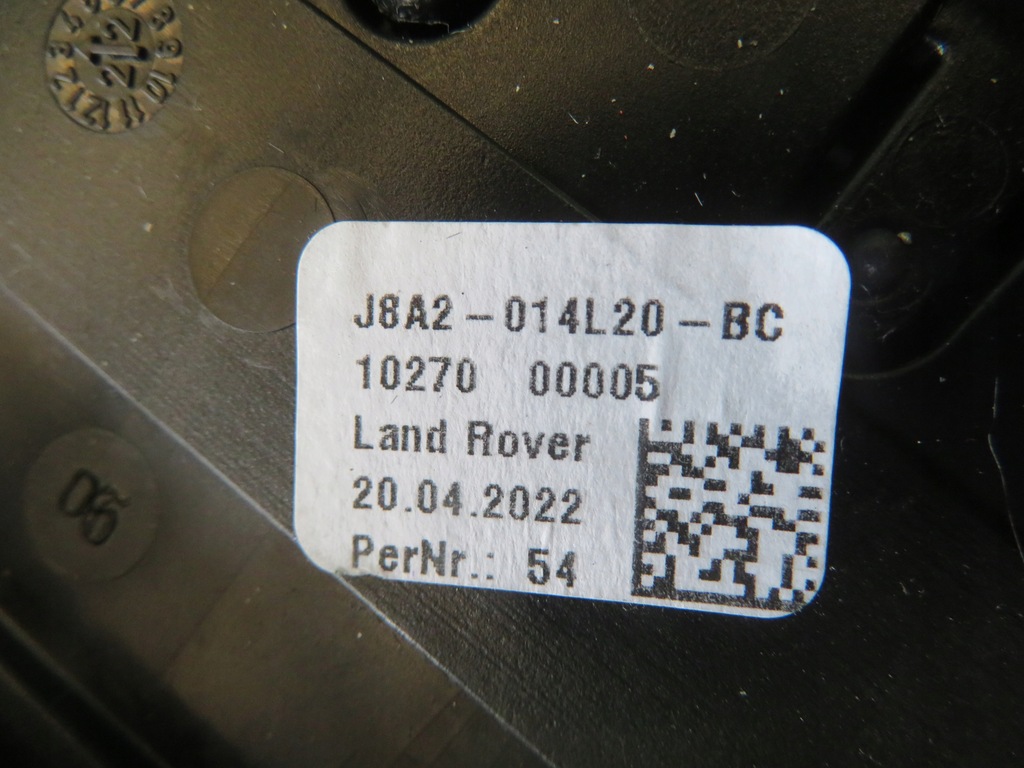 J8A2-014L20-BC
10270 00005
Land Rover
20.04.2022
PerNr.: 54